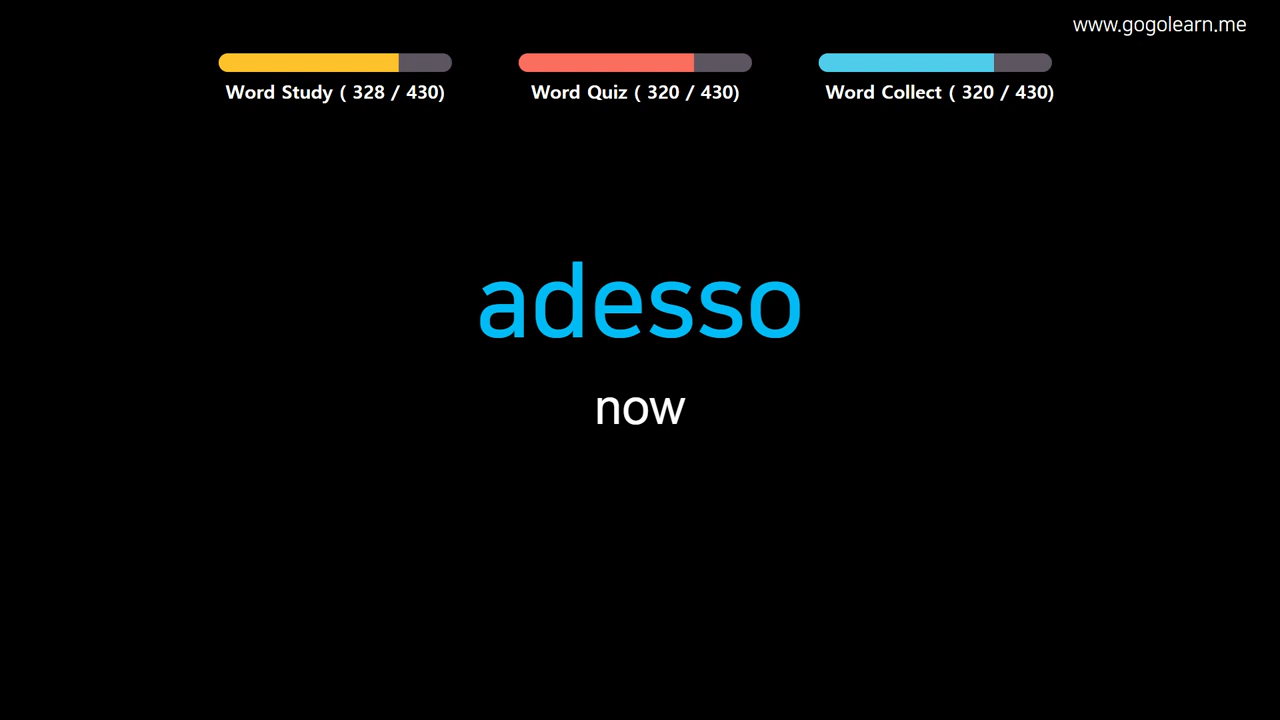 www.gogolearn.me
Word Study ( 328 / 430)
Word Quiz ( 320 / 430)
Word Collect ( 320 / 430)
adesso
now